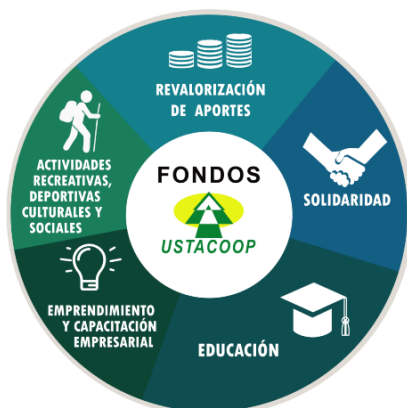 REVALORIZACIÓN
DE APORTES
SOLIDARIDAD
EDUCACIÓN
EMPRENDIMIENTO
Y CAPACITACIÓN
EMPRESARIAL
ACTIVIDADES
RECREATIVAS,
DEPORTIVAS
CULTURALES Y
SOCIALES
FONDOS
USTACOOP